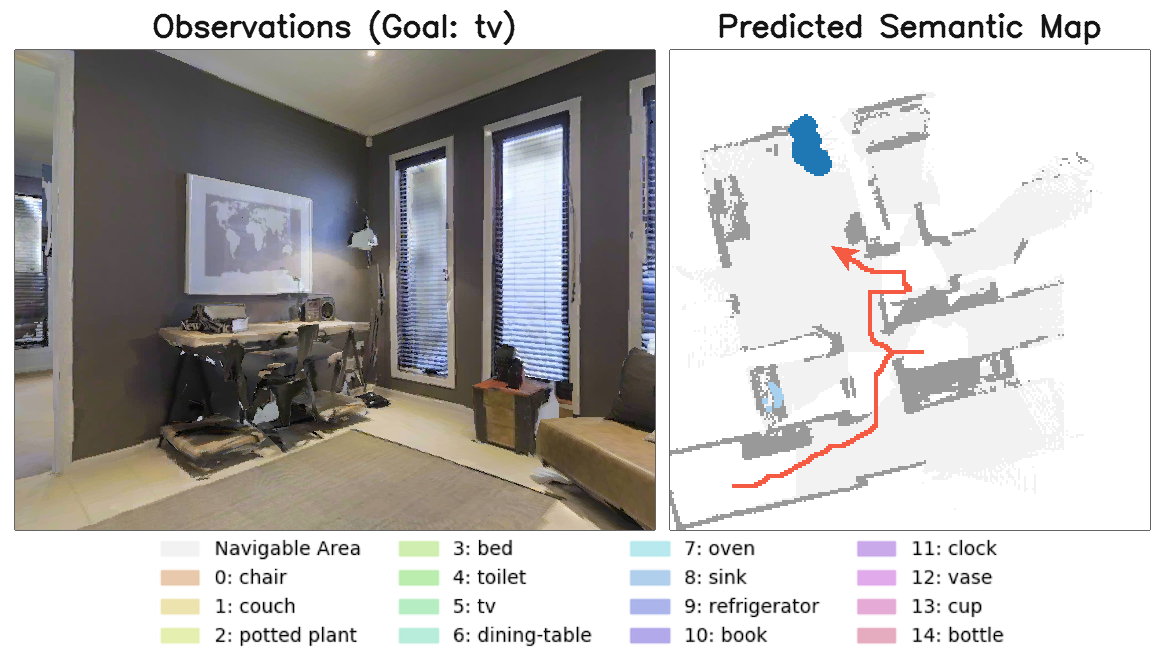 Observations (Goal: tv)
Predicted Semantic Map
Navigable Area
0: chair
1: couch
2: potted plant
3: bed
4: toilet
5: tv
6: dining-table
7: oven
8: sink
9: refrigerator
10: book
11: clock
12: vase
13: cup
14: bottle